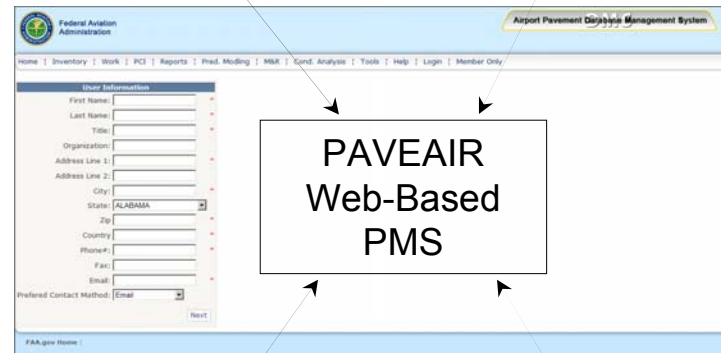 Federal Aviation
Administration
Airport Pavement Database Management System
Home | Inventory | Work | PCI | Reports | Pred. Modling | M&R | Cond. Analysis | Tools | Help | Login | Member Only
User Information
First Name: *
Last Name: *
Title: *
Organization:
Address Line 1: *
Address Line 2:
City: *
State: ALABAMA
Zip *
Country *
Phone#: *
Fax:
Email: *
Prefered Contact Method: Email
Next
PAVEAIR
Web-Based
PMS
FAA.gov Home |